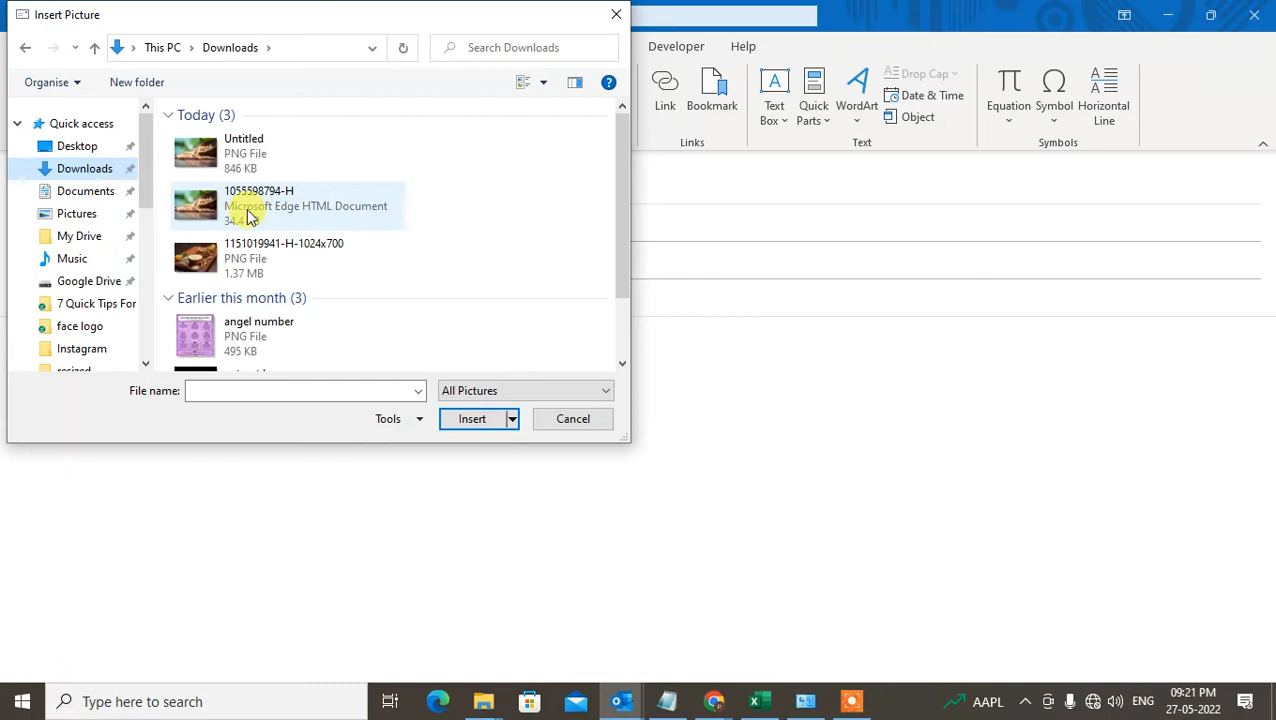 Insert Picture
This PC
Downloads
Search Downloads
Developer
Help
Organise
New folder
Link
Bookmark
Text
Box
Quick
Parts
WordArt
Drop Cap
Date & Time
Object
Equation
Symbol
Horizontal
Line
Links
Text
Symbols
Quick access
Desktop
Downloads
Documents
Pictures
My Drive
Music
Google Drive
7 Quick Tips For
face logo
Instagram
Today (3)
Untitled
PNG File
846 KB
1055598794-H
Microsoft Edge HTML Document
1151019941-H-1024x700
PNG File
1.37 MB
Earlier this month (3)
angel number
PNG File
495 KB
File name:
All Pictures
Tools
Insert
Cancel
Type here to search
AAPL
ENG
09:21 PM
27-05-2022